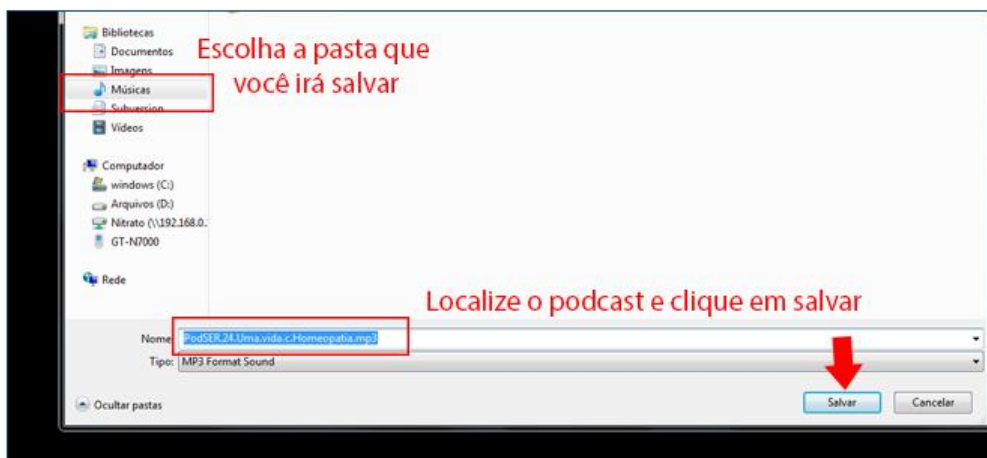 Bibliotecas
Documentos
Imagens
Músicas
Subversion
Vídeos
Escolha a pasta que
você irá salvar
Computador
windows (C:)
Arquivos (D:)
Nitrato (\\192.168.0.
GT-N7000
Rede
Localize o podcast e clique em salvar
Nome: PodSER.24.Uma.vida.c.Homeopatia.mp3
Tipo: MP3 Format Sound
Ocultar pastas
Salvar
Cancelar